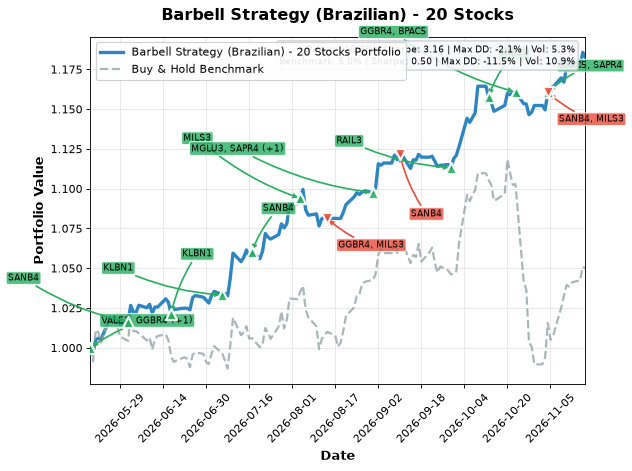 Barbell Strategy (Brazilian) - 20 Stocks
GGBR4, BPACS
Barbell Strategy (Brazilian) - 20 Stocks Portfolio
Buy & Hold Benchmark
3.16 | Max DD: -2.1% | Vol: 5.3%
0.50 | Max DD: -11.5% | Vol: 10.9%
SAPR4
SANB4, MILS3
MILS3
MGLU3, SAPR4 (+1)
RAIL3
SANB4
SANB4
GGBR4, MILS3
KLBN1
KLBN1
SANB4
GGBR4 (+1)
Portfolio Value
1.175
1.150
1.125
1.100
1.075
1.050
1.025
1.000
2026-05-29
2026-06-14
2026-06-30
2026-07-16
2026-08-01
2026-08-17
2026-09-02
2026-09-18
2026-10-04
2026-10-20
2026-11-05
Date